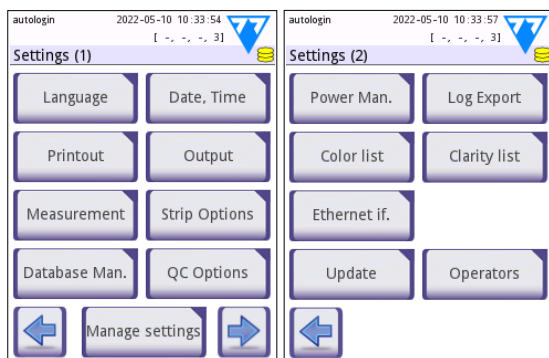 autologin 2022-05-10 10:33:54
[ -, -, -, 3]
Settings (1)
Language Date, Time
Printout Output
Measurement Strip Options
Database Man. QC Options
Manage settings
autologin 2022-05-10 10:33:57
[ -, -, -, 3]
Settings (2)
Power Man. Log Export
Color list Clarity list
Ethernet if.
Update Operators